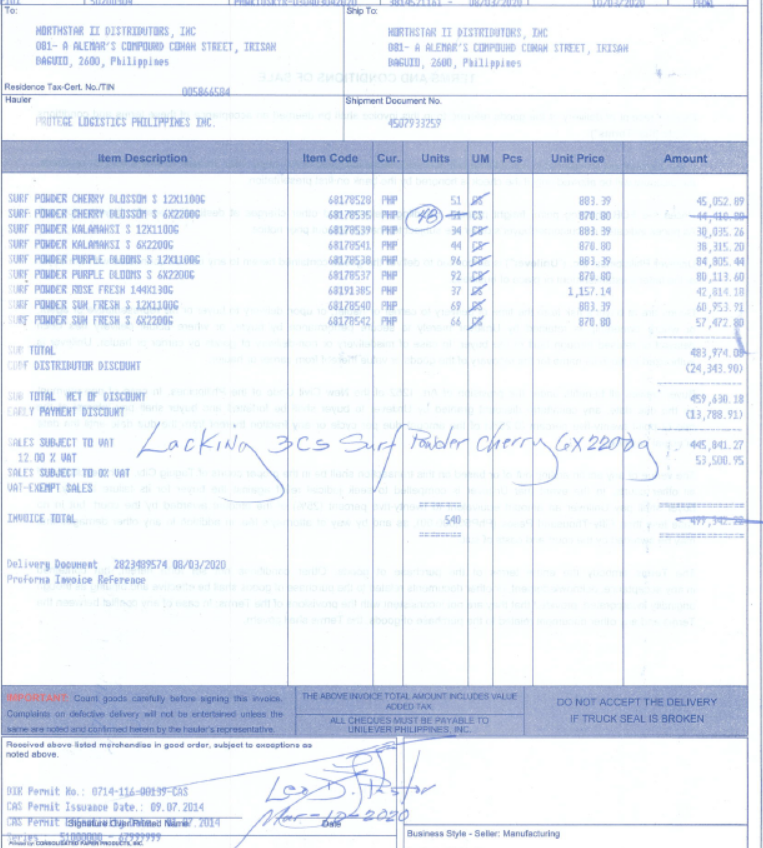 To:
Ship To:
NORTHSTAR II DISTRIBUTORS, INC
081- A ALEMAR'S COMPOUND COMAN STREET, IRISAN
BAGUIO, 2600, Philippines
NORTHSTAR II DISTRIBUTORS, INC
081- A ALEMAR'S COMPOUND COMAN STREET, IRISAN
BAGUIO, 2600, Philippines
Residence Tax-Cert. No./TIN 005866584
Hauler
PROTEGE LOGISTICS PHILIPPINES INC.
Shipment Document No.
4507933259
Item Description Item Code Cur. Units UM Pcs Unit Price Amount
SURF POWDER CHERRY BLOSSOM S 12X1100G 68178528 PHP 51 CS 883.39 45,052.89
SURF POWDER CHERRY BLOSSOM S 6X2200G 68178535 PHP 48 51 CS 870.80 44,410.80
SURF POWDER KALAMANSI S 12X1100G 68178539 PHP 34 CS 883.39 30,035.26
SURF POWDER KALAMANSI S 6X2200G 68178541 PHP 44 CS 870.80 38,315.20
SURF POWDER PURPLE BLOOMS S 12X1100G 68178538 PHP 96 CS 883.39 84,805.44
SURF POWDER PURPLE BLOOMS S 6X2200G 68178537 PHP 92 CS 870.80 80,113.60
SURF POWDER ROSE FRESH 144X130G 68191385 PHP 37 CS 1,157.14 42,814.18
SURF POWDER SUN FRESH S 12X1100G 68178540 PHP 69 CS 883.39 60,953.91
SURF POWDER SUN FRESH S 6X2200G 68178542 PHP 66 CS 870.80 57,472.80
SUB TOTAL 483,974.08
CODF DISTRIBUTOR DISCOUNT (24,343.90)
SUB TOTAL NET OF DISCOUNT 459,630.18
EARLY PAYMENT DISCOUNT (13,788.91)
Lacking 3CS Surf Powder Cherry 6X2200g
SALES SUBJECT TO VAT 445,841.27
12.00 % VAT 53,500.95
SALES SUBJECT TO 0% VAT
VAT-EXEMPT SALES
INVOICE TOTAL 540 499,342.22
Delivery Document 2823489574 08/03/2020
Proforma Invoice Reference
IMPORTANT: Count goods carefully before signing this invoice.
Complaints on defective delivery will not be entertained unless the
same are noted and confirmed herein by the hauler's representative.
THE ABOVE INVOICE TOTAL AMOUNT INCLUDES VALUE
ADDED TAX.
ALL CHEQUES MUST BE PAYABLE TO
UNILEVER PHILIPPINES, INC.
DO NOT ACCEPT THE DELIVERY
IF TRUCK SEAL IS BROKEN
Received above listed merchandise in good order, subject to exceptions as
noted above.
BIR Permit No.: 0714-116-00139-CAS
CAS Permit Issuance Date.: 09.07.2014
Leo D. Pastor
Mar-10-2020
Signature Over Printed Name
Date
Series : 51000000 - 67999999
Printed by: CONSOLIDATED PAPER PRODUCTS, INC.
Business Style - Seller: Manufacturing